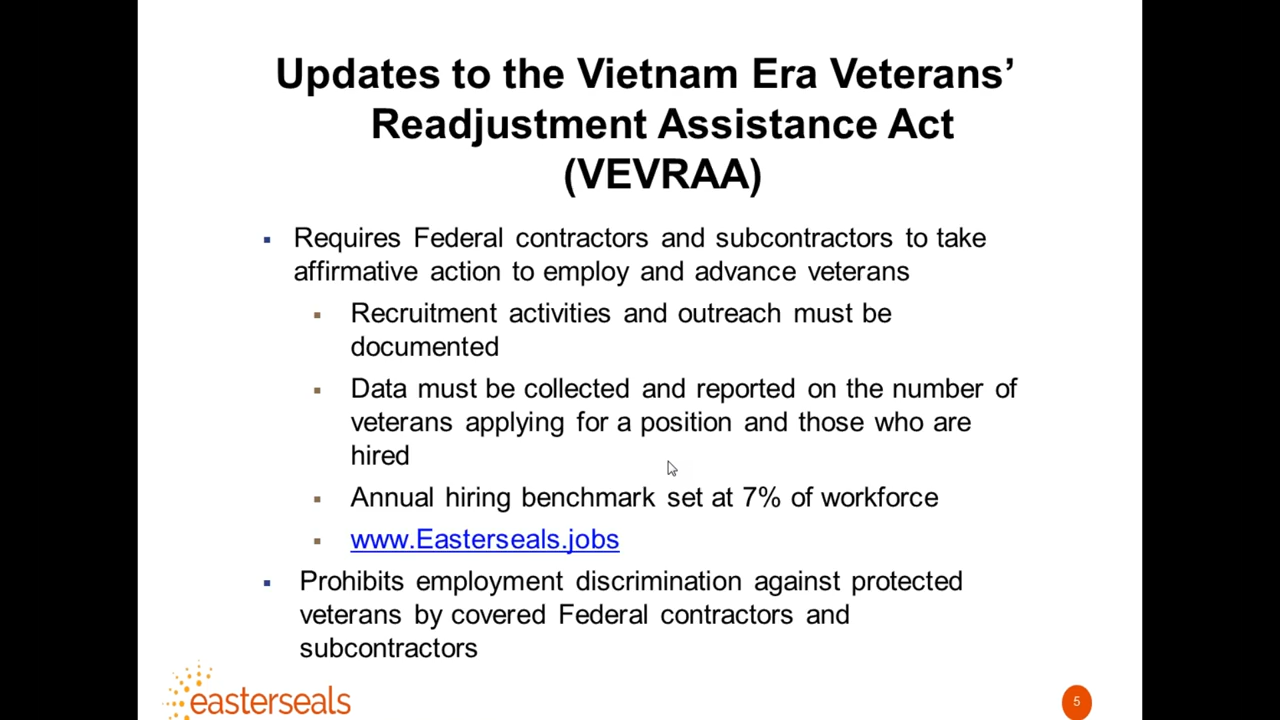 Updates to the Vietnam Era Veterans’
Readjustment Assistance Act
(VEVRAA)
▪ Requires Federal contractors and subcontractors to take
affirmative action to employ and advance veterans
▪ Recruitment activities and outreach must be
documented
▪ Data must be collected and reported on the number of
veterans applying for a position and those who are
hired
▪ Annual hiring benchmark set at 7% of workforce
▪ www.Easterseals.jobs
▪ Prohibits employment discrimination against protected
veterans by covered Federal contractors and
subcontractors
easterseals
5